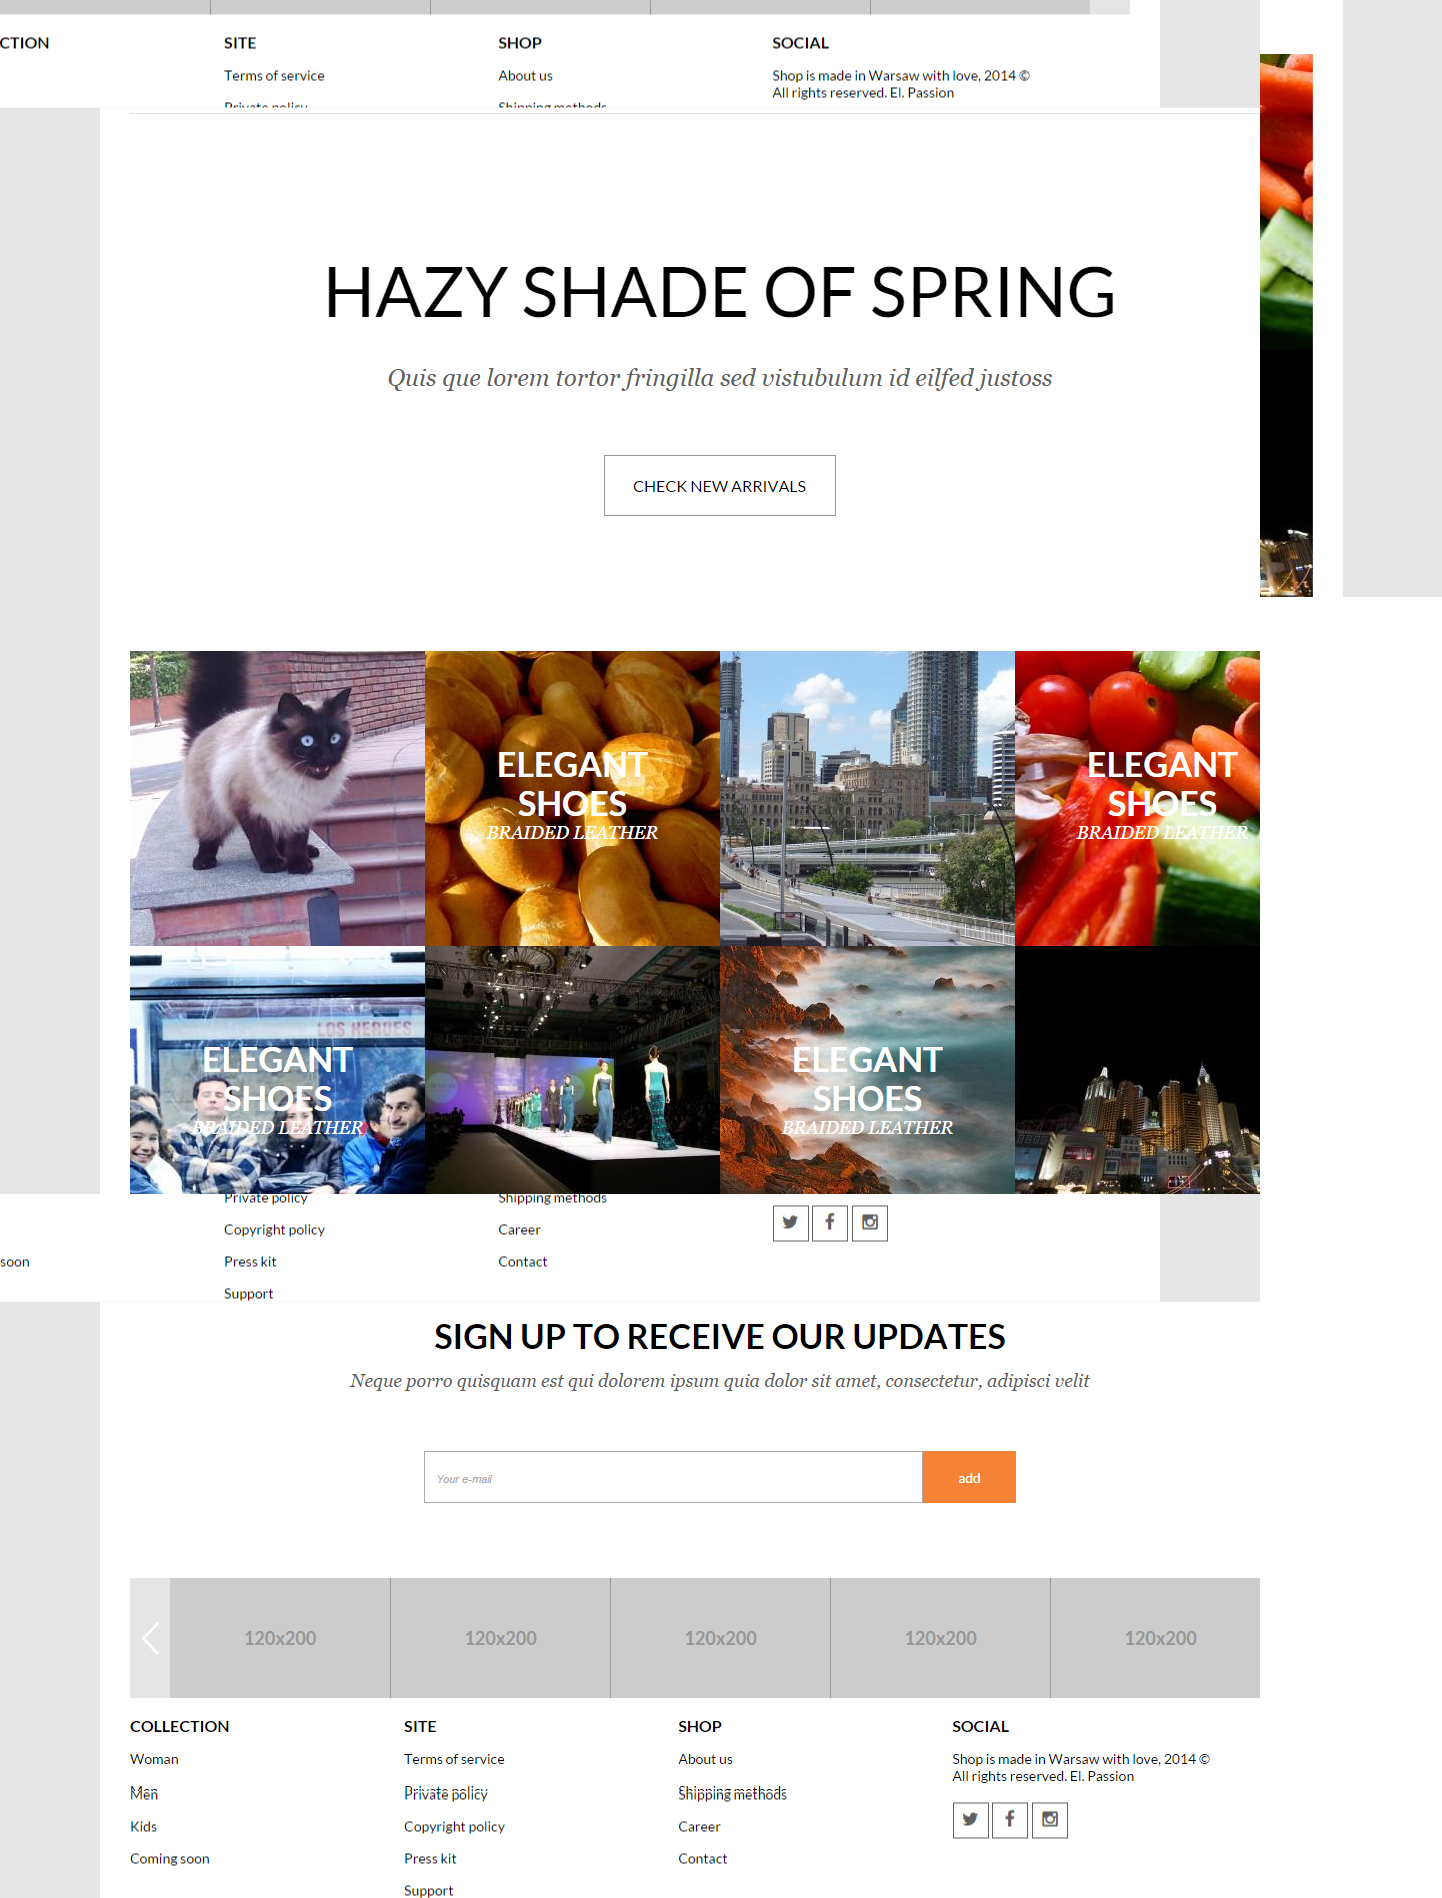 CTION
SITE
SHOP
SOCIAL
Terms of service
About us
Shop is made in Warsaw with love, 2014 ©
All rights reserved. El. Passion
Private policy
Shipping methods
HAZY SHADE OF SPRING
Quis que lorem tortor fringilla sed vistubulum id eilfed justoss
CHECK NEW ARRIVALS
ELEGANT
SHOES
BRAIDED LEATHER
ELEGANT
SHOES
BRAIDED LEATHER
LOS HEROES
ELEGANT
SHOES
BRAIDED LEATHER
ELEGANT
SHOES
BRAIDED LEATHER
Private policy
Shipping methods
Copyright policy
Career
soon
Press kit
Contact
Support
SIGN UP TO RECEIVE OUR UPDATES
Neque porro quisquam est qui dolorem ipsum quia dolor sit amet, consectetur, adipisci velit
Your e-mail
add
120x200
120x200
120x200
120x200
120x200
COLLECTION
Woman
Men
Kids
Coming soon
SITE
Terms of service
Private policy
Copyright policy
Press kit
Support
SHOP
About us
Shipping methods
Career
Contact
SOCIAL
Shop is made in Warsaw with love, 2014 ©
All rights reserved. El. Passion